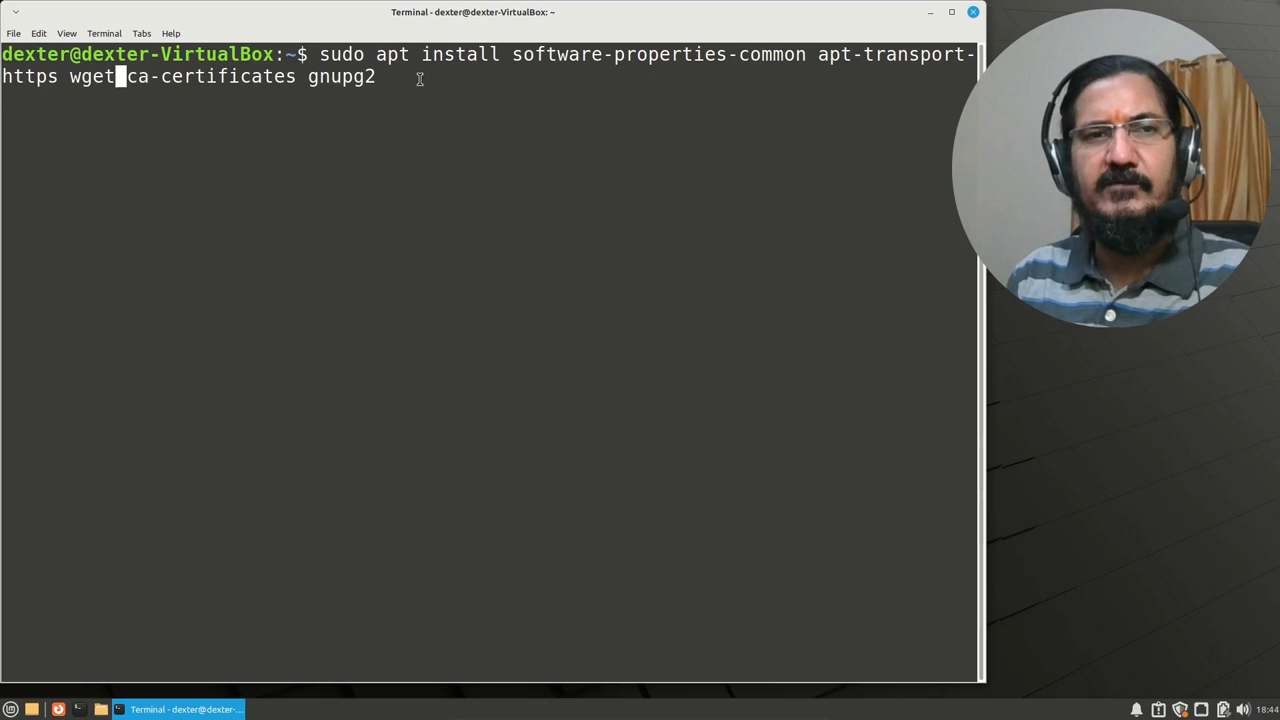 Terminal - dexter@dexter-VirtualBox: ~
File Edit View Terminal Tabs Help
dexter@dexter-VirtualBox:~$ sudo apt install software-properties-common apt-transport-
https wget ca-certificates gnupg2
Terminal - dexter@dexter-...
18:44